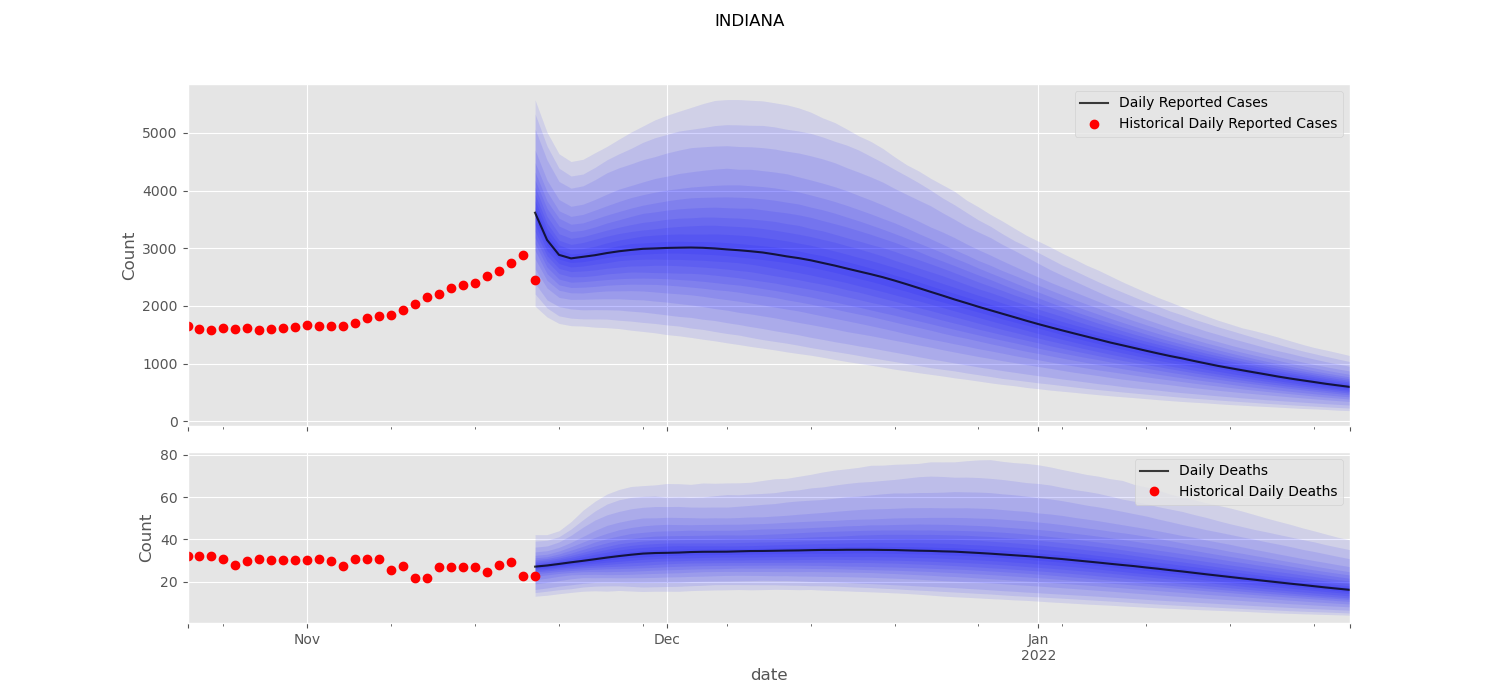 INDIANA
Daily Reported Cases
Historical Daily Reported Cases
5000
4000
3000
2000
1000
0
Count
Daily Deaths
Historical Daily Deaths
80
60
40
20
Count
Nov
Dec
Jan
2022
date